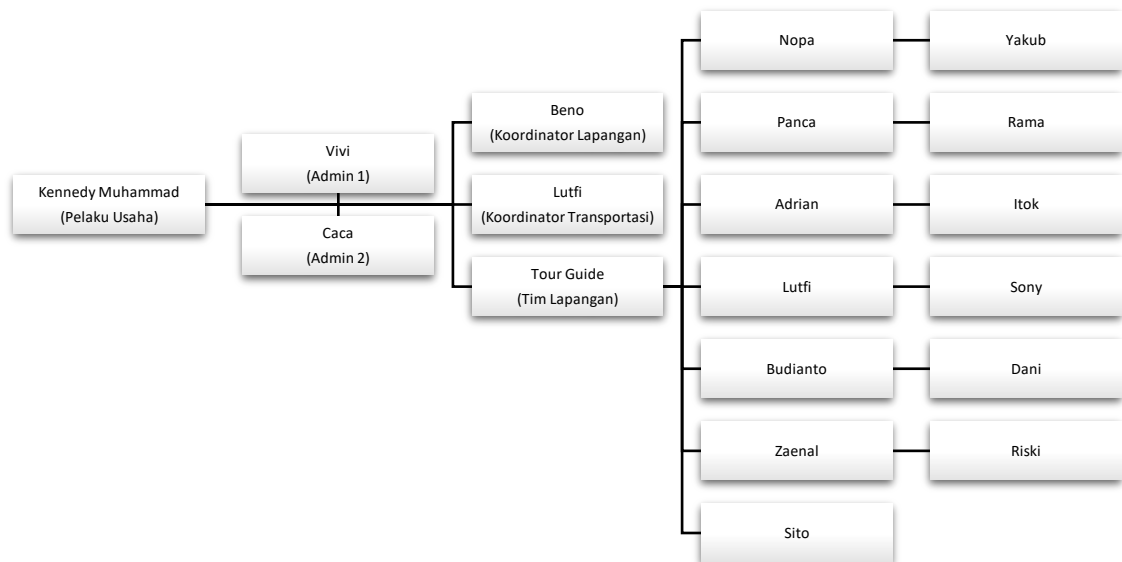 Kennedy Muhammad
(Pelaku Usaha)
Vivi
(Admin 1)
Caca
(Admin 2)
Beno
(Koordinator Lapangan)
Lutfi
(Koordinator Transportasi)
Tour Guide
(Tim Lapangan)
Nopa
Yakub
Panca
Rama
Adrian
Itok
Lutfi
Sony
Budianto
Dani
Zaenal
Riski
Sito